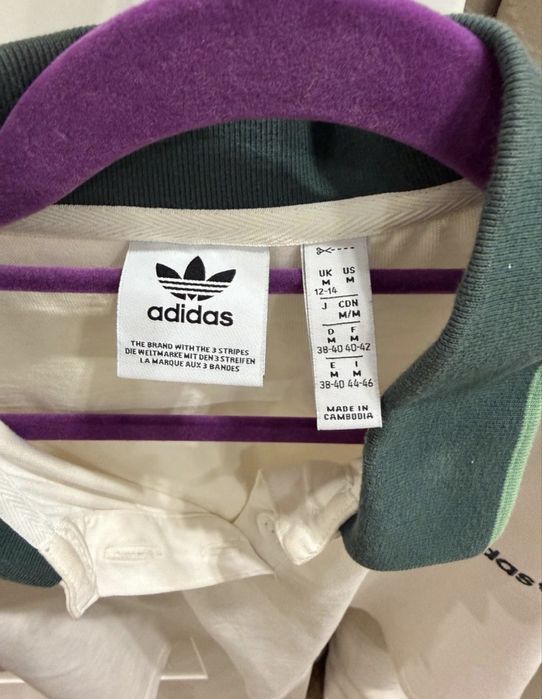 adidas
THE BRAND WITH THE 3 STRIPES
DIE WELTMARKE MIT DEN 3 STREIFEN
LA MARQUE AUX 3 BANDES
UK US
M M
12-14
J CDN
M/M
D F
M M
38-40 40-42
E I
M M
38-40 44-46
MADE IN
CAMBODIA